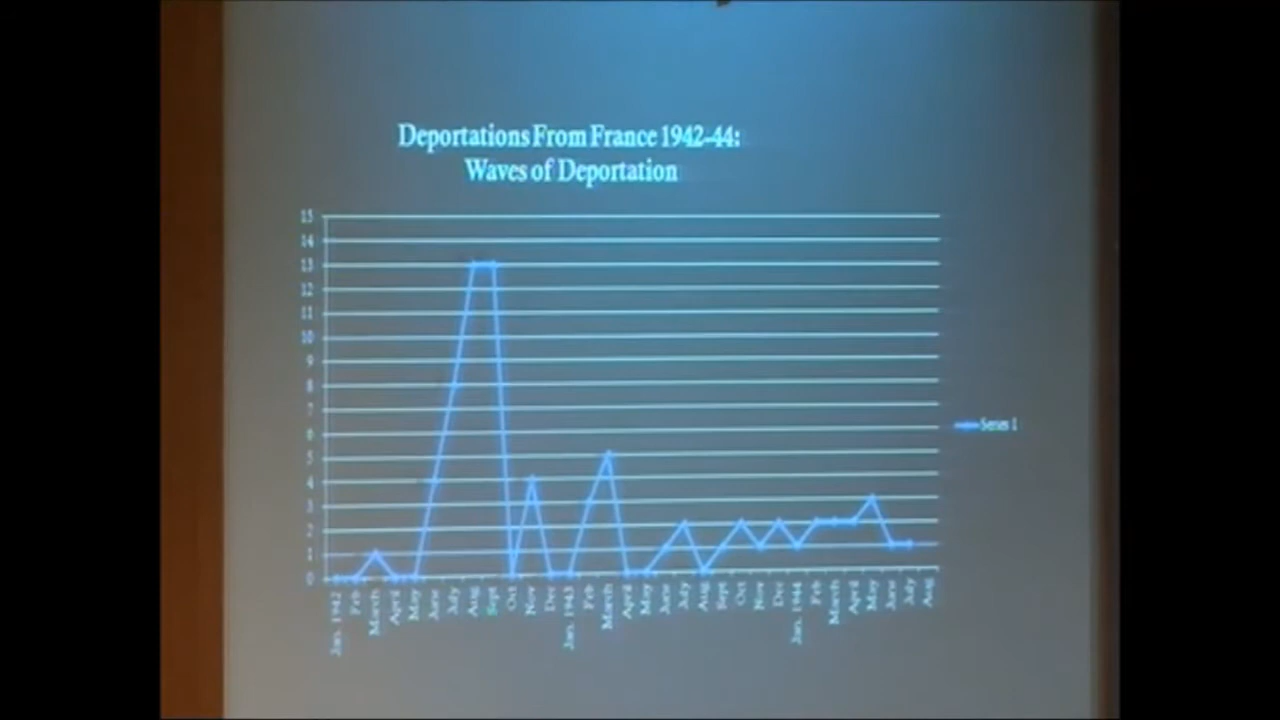 Deportations From France 1942-44:
Waves of Deportation
15
14
13
12
11
10
9
8
7
6
5
4
3
2
1
0
Series 1
Jan. 1942
Feb
March
April
May
June
July
Aug
Sept
Oct
Nov
Dec
Jan. 1943
Feb
March
April
May
June
July
Aug
Sept
Oct
Nov
Dec
Jan. 1944
Feb
March
April
May
June
July
Aug